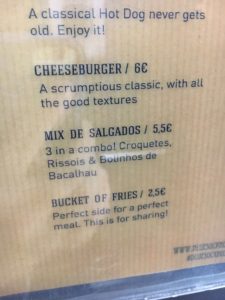 A classical Hot Dog never gets
old. Enjoy it!
CHEESEBURGER / 6€
A scrumptious classic, with all
the good textures
MIX DE SALGADOS / 5,5€
3 in a combo! Croquetes,
Rissois & Bolinhos de
Bacalhau
BUCKET OF FRIES / 2,5€
Perfect side for a perfect
meal. This is for sharing!